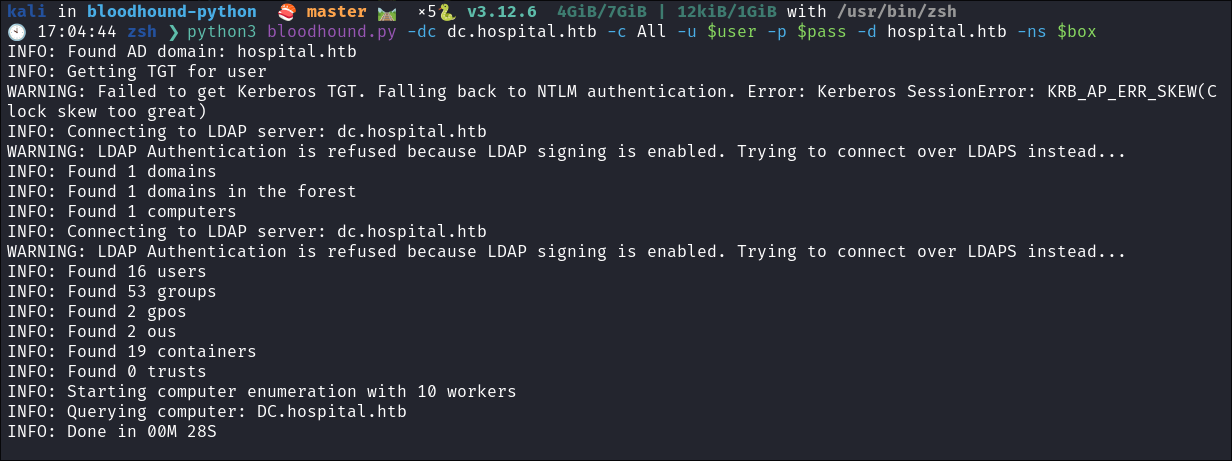 kali in bloodhound-python 🍣 master 🛤️ ×5🐍 v3.12.6 4GiB/7GiB | 12kiB/1GiB with /usr/bin/zsh
🕙 17:04:44 zsh ❯ python3 bloodhound.py -dc dc.hospital.htb -c All -u $user -p $pass -d hospital.htb -ns $box
INFO: Found AD domain: hospital.htb
INFO: Getting TGT for user
WARNING: Failed to get Kerberos TGT. Falling back to NTLM authentication. Error: Kerberos SessionError: KRB_AP_ERR_SKEW(C
lock skew too great)
INFO: Connecting to LDAP server: dc.hospital.htb
WARNING: LDAP Authentication is refused because LDAP signing is enabled. Trying to connect over LDAPS instead...
INFO: Found 1 domains
INFO: Found 1 domains in the forest
INFO: Found 1 computers
INFO: Connecting to LDAP server: dc.hospital.htb
WARNING: LDAP Authentication is refused because LDAP signing is enabled. Trying to connect over LDAPS instead...
INFO: Found 16 users
INFO: Found 53 groups
INFO: Found 2 gpos
INFO: Found 2 ous
INFO: Found 19 containers
INFO: Found 0 trusts
INFO: Starting computer enumeration with 10 workers
INFO: Querying computer: DC.hospital.htb
INFO: Done in 00M 28S